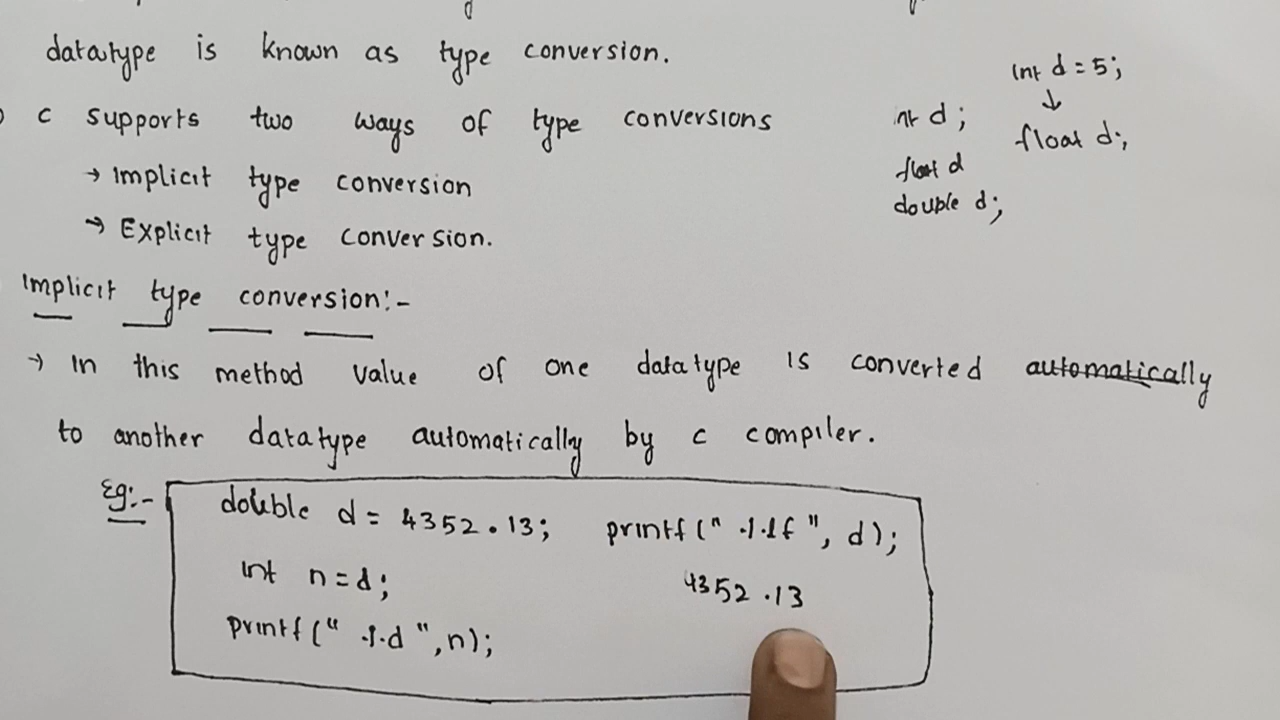 datatype is known as type conversion.
c supports two ways of type conversions
→ Implicit type conversion
→ Explicit type conversion.
int d = 5;
↓
float d;
int d;
float d
double d;
Implicit type conversion:-
→ In this method value of one datatype is converted automatically
to another datatype automatically by c compiler.
Eg:-
double d = 4352.13; printf("%lf", d);
int n = d; 4352.13
printf("%d", n);